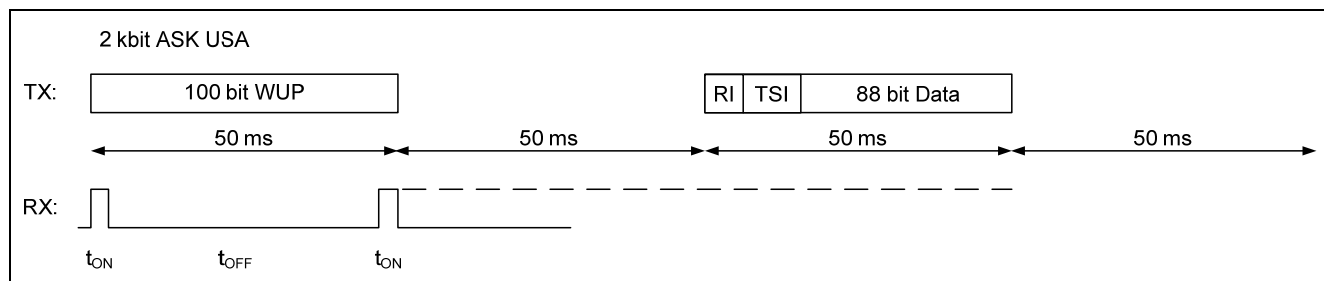 2 kbit ASK USA
TX: 100 bit WUP RI TSI 88 bit Data
50 ms 50 ms 50 ms 50 ms
RX:
tON tOFF tON